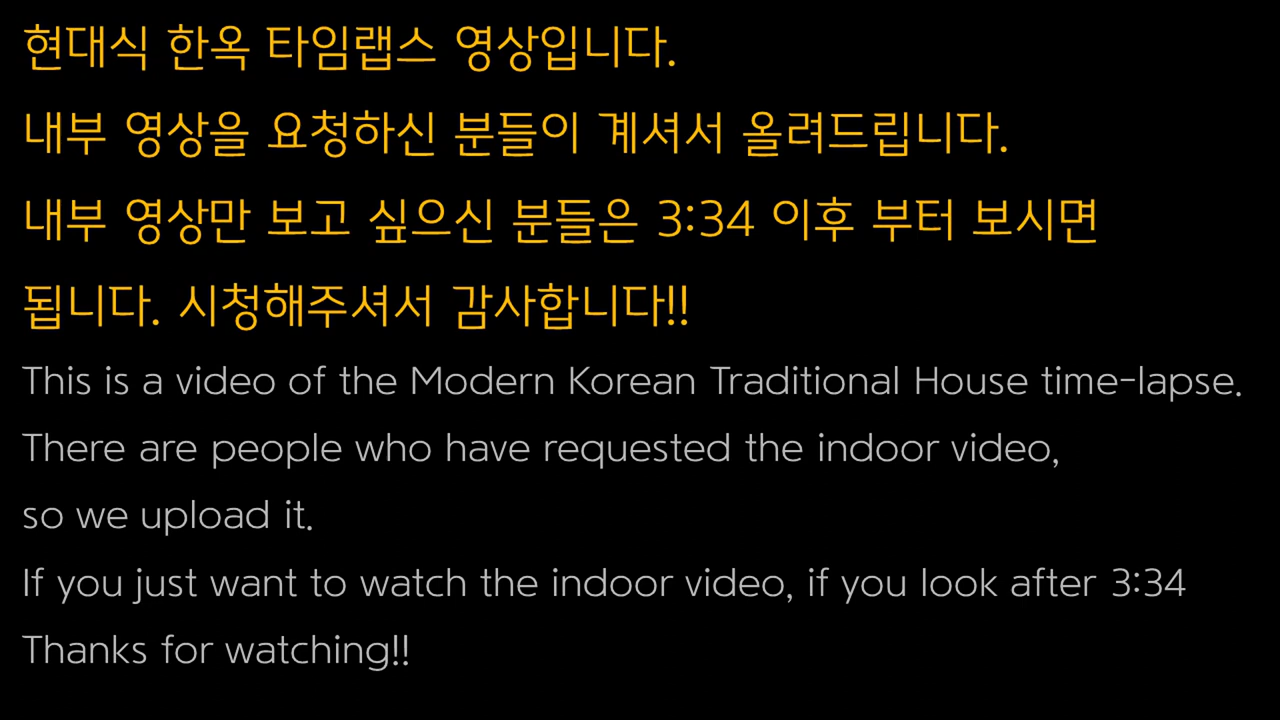 현대식 한옥 타임랩스 영상입니다.
내부 영상을 요청하신 분들이 계셔서 올려드립니다.
내부 영상만 보고 싶으신 분들은 3:34 이후 부터 보시면
됩니다. 시청해주셔서 감사합니다!!
This is a video of the Modern Korean Traditional House time-lapse.
There are people who have requested the indoor video,
so we upload it.
If you just want to watch the indoor video, if you look after 3:34
Thanks for watching!!